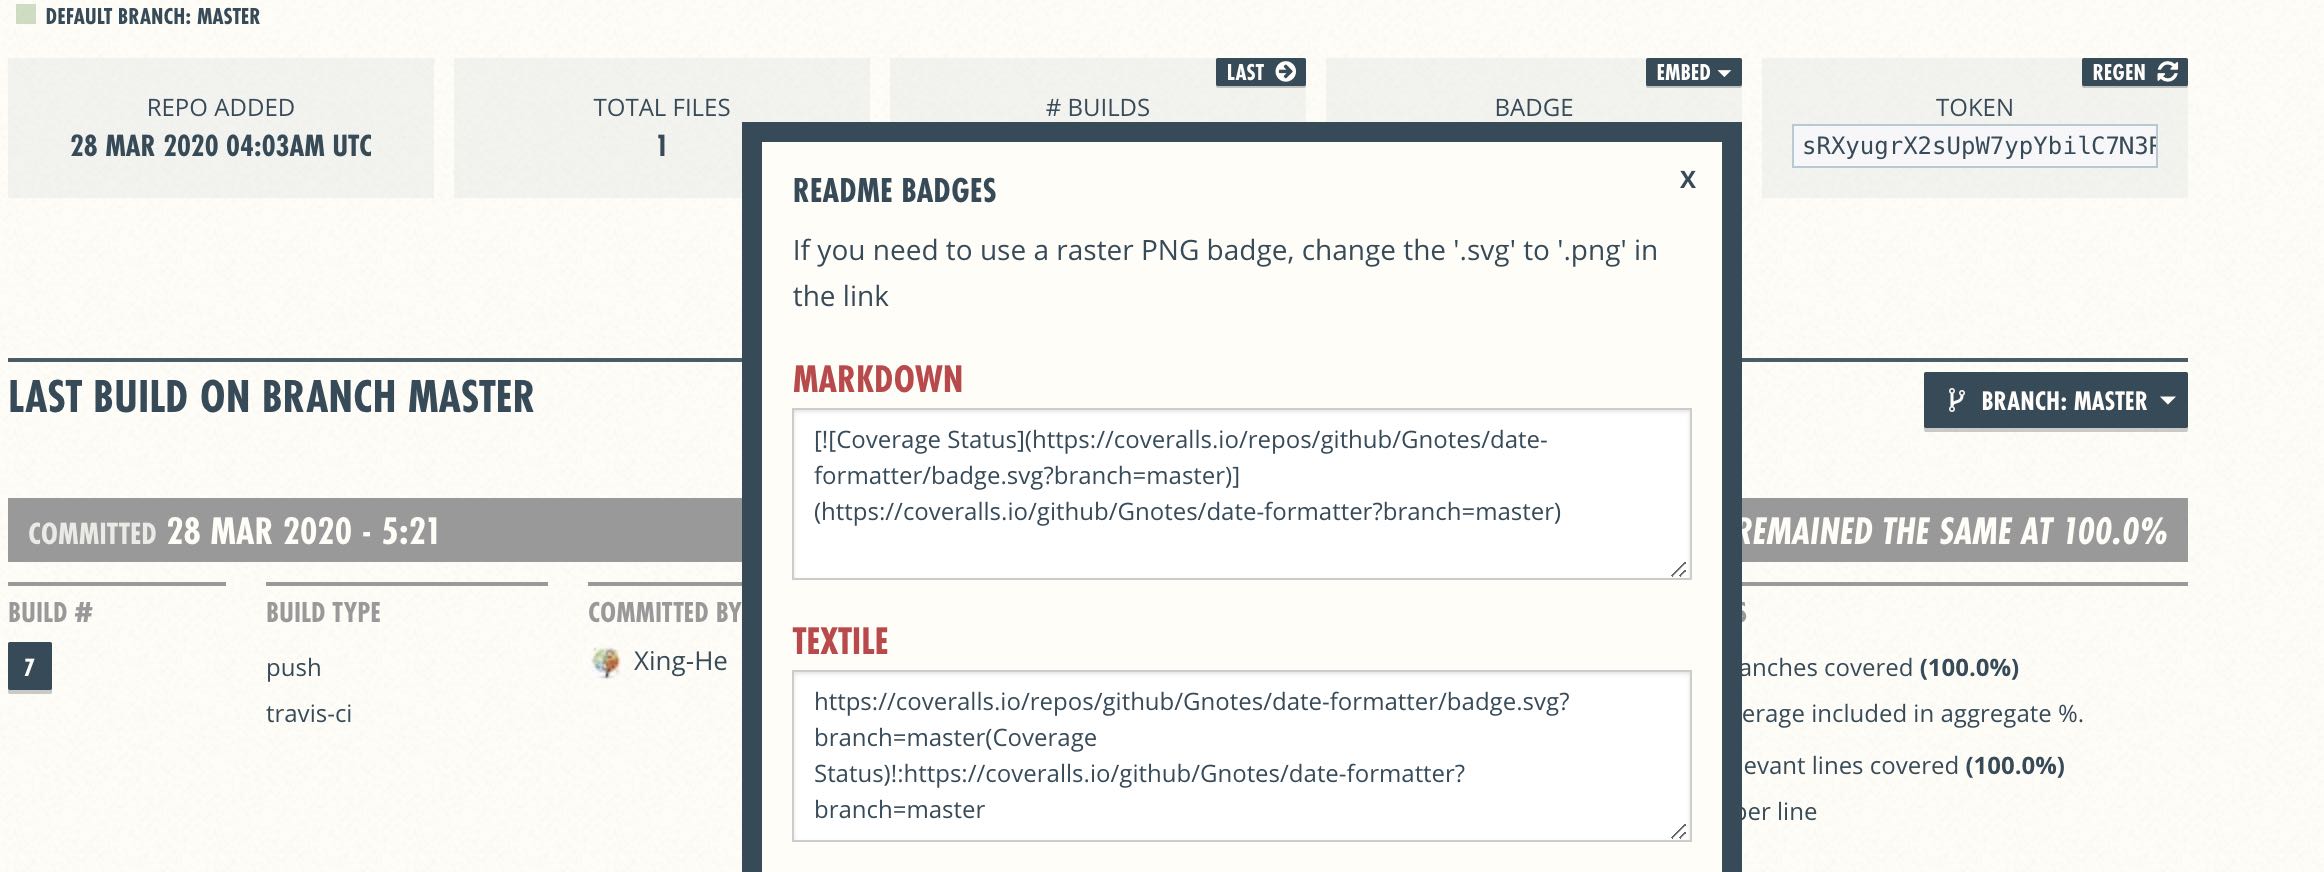 DEFAULT BRANCH: MASTER
REPO ADDED
28 MAR 2020 04:03AM UTC
TOTAL FILES
1
LAST
# BUILDS
EMBED
BADGE
REGEN
TOKEN
sRXyugrX2sUpW7ypYbilC7N3
README BADGES
X
If you need to use a raster PNG badge, change the '.svg' to '.png' in
the link
MARKDOWN
[![Coverage Status](https://coveralls.io/repos/github/Gnotes/date-
formatter/badge.svg?branch=master)]
(https://coveralls.io/github/Gnotes/date-formatter?branch=master)
TEXTILE
https://coveralls.io/repos/github/Gnotes/date-formatter/badge.svg?
branch=master(Coverage
Status)!:https://coveralls.io/github/Gnotes/date-formatter?
branch=master
LAST BUILD ON BRANCH MASTER
BRANCH: MASTER
COMMITTED 28 MAR 2020 - 5:21
REMAINED THE SAME AT 100.0%
BUILD #
7
BUILD TYPE
push
travis-ci
COMMITTED BY
Xing-He
anches covered (100.0%)
erage included in aggregate %.
evant lines covered (100.0%)
per line